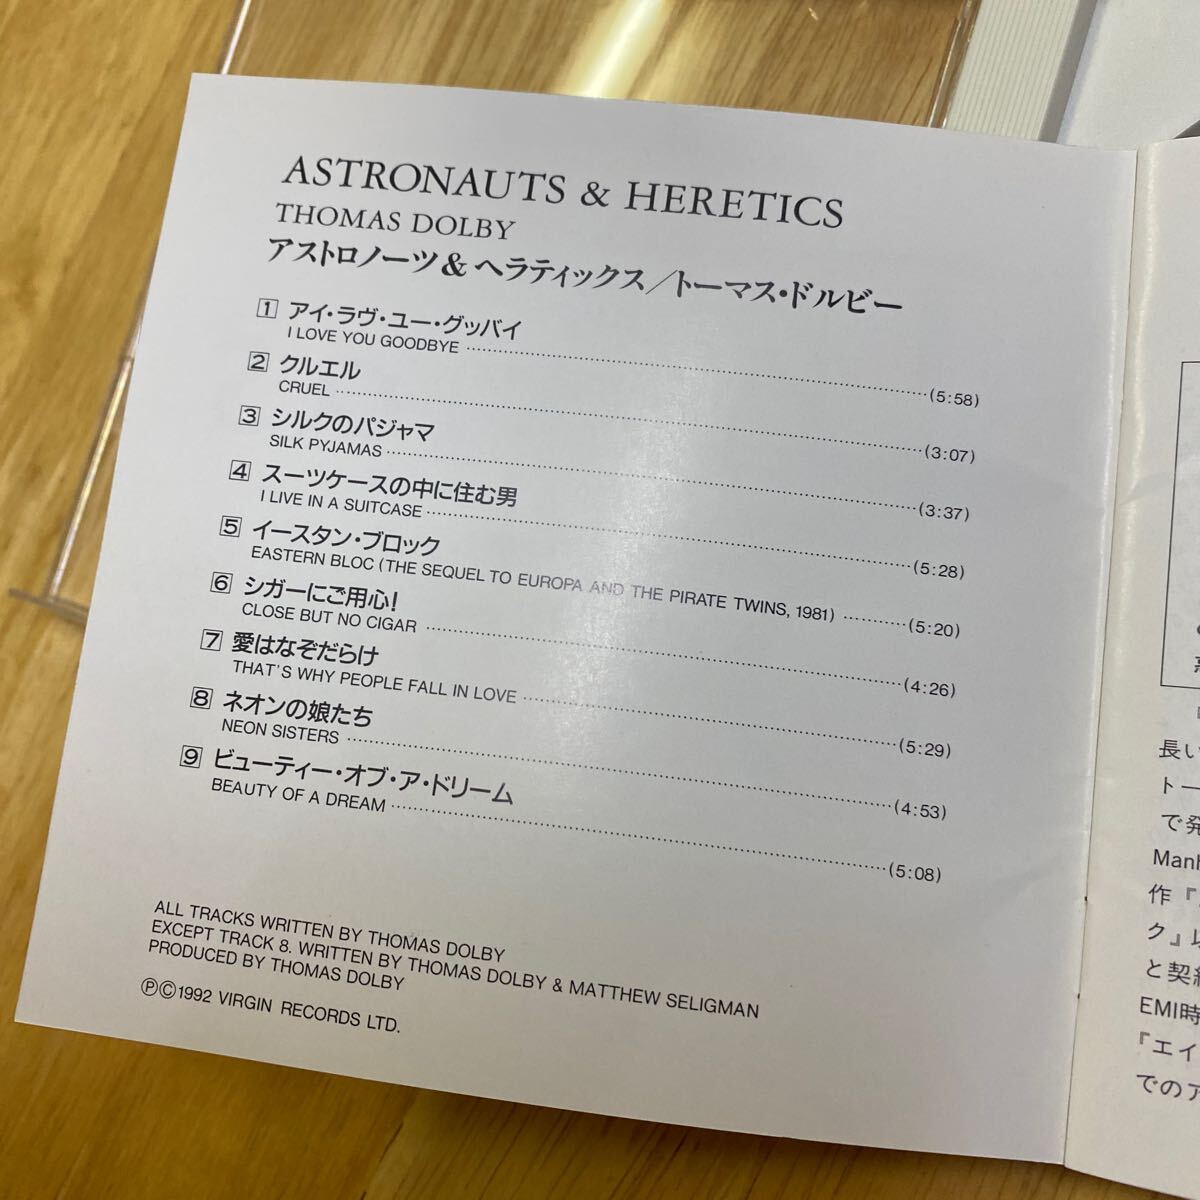 ASTRONAUTS & HERETICS
THOMAS DOLBY
アストロノーツ&ヘラティックス/トーマス・ドルビー
1 アイ・ラヴ・ユー・グッバイ
I LOVE YOU GOODBYE (5:58)
2 クルエル
CRUEL (3:07)
3 シルクのパジャマ
SILK PYJAMAS (3:37)
4 スーツケースの中に住む男
I LIVE IN A SUITCASE (5:28)
5 イースタン・ブロック
EASTERN BLOC (THE SEQUEL TO EUROPA AND THE PIRATE TWINS, 1981) (5:20)
6 シガーにご用心!
CLOSE BUT NO CIGAR (4:26)
7 愛はなぞだらけ
THAT'S WHY PEOPLE FALL IN LOVE (5:29)
8 ネオンの娘たち
NEON SISTERS (4:53)
9 ビューティー・オブ・ア・ドリーム
BEAUTY OF A DREAM (5:08)
ALL TRACKS WRITTEN BY THOMAS DOLBY
EXCEPT TRACK 8. WRITTEN BY THOMAS DOLBY & MATTHEW SELIGMAN
PRODUCED BY THOMAS DOLBY
ⓅⒸ1992 VIRGIN RECORDS LTD.
長い
トー
で発
Manh
作『
ク』以
と契約
EMI時
『エイ
でのア